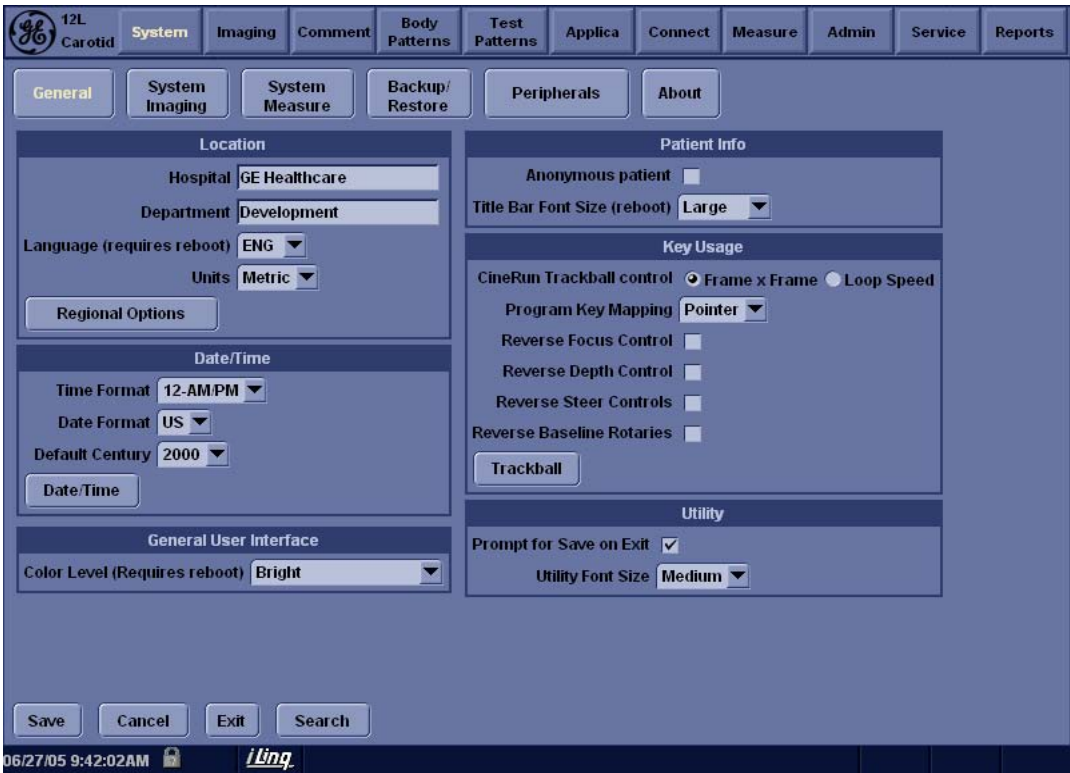 12L
Carotid
System
Imaging
Comment
Body
Patterns
Test
Patterns
Applica
Connect
Measure
Admin
Service
Reports
General
System
Imaging
System
Measure
Backup/
Restore
Peripherals
About
Location
Hospital GE Healthcare
Department Development
Language (requires reboot) ENG
Units Metric
Regional Options
Date/Time
Time Format 12-AM/PM
Date Format US
Default Century 2000
Date/Time
General User Interface
Color Level (Requires reboot) Bright
Patient Info
Anonymous patient
Title Bar Font Size (reboot) Large
Key Usage
CineRun Trackball control Frame x Frame Loop Speed
Program Key Mapping Pointer
Reverse Focus Control
Reverse Depth Control
Reverse Steer Controls
Reverse Baseline Rotaries
Trackball
Utility
Prompt for Save on Exit
Utility Font Size Medium
Save
Cancel
Exit
Search
06/27/05 9:42:02AM
iLinq